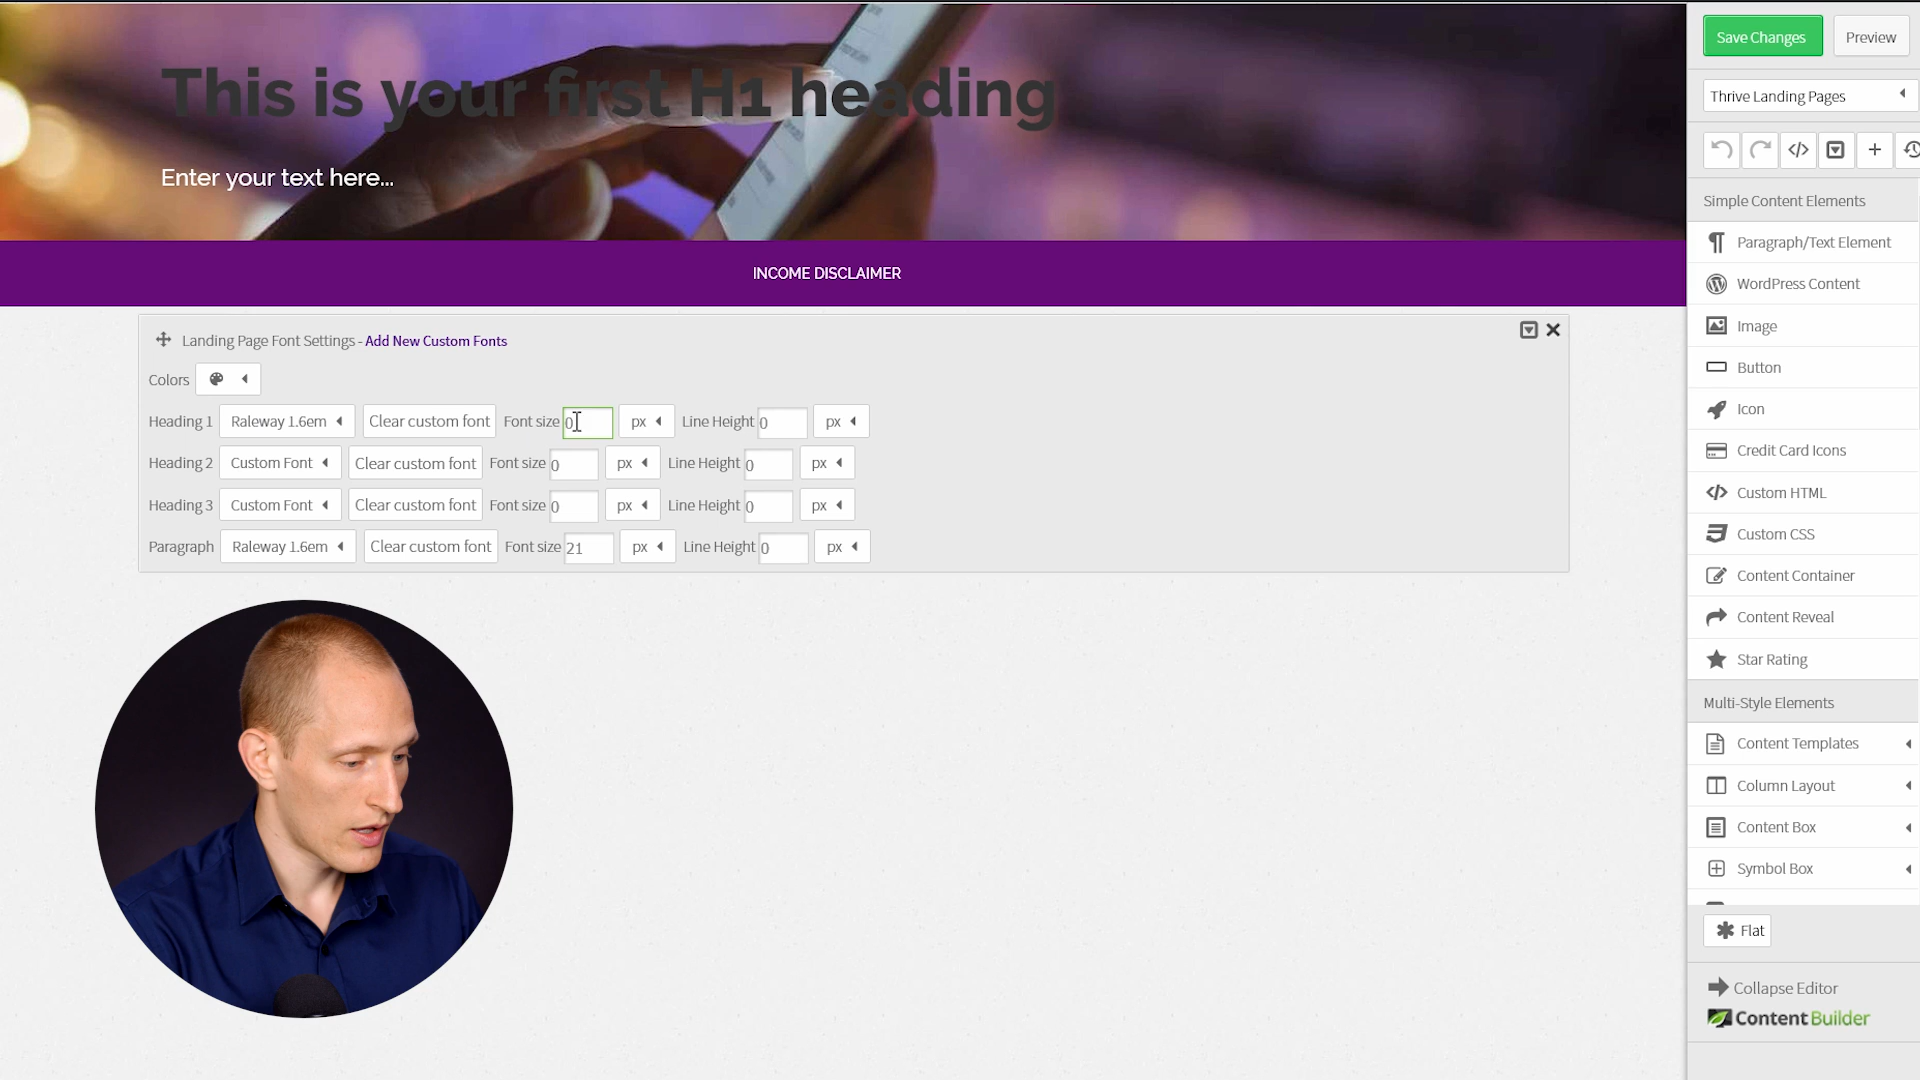 This is your first H1 heading
Enter your text here...
INCOME DISCLAIMER
Landing Page Font Settings - Add New Custom Fonts
Colors
Heading 1 Raleway 1.6em Clear custom font Font size 0 px Line Height 0 px
Heading 2 Custom Font Clear custom font Font size 0 px Line Height 0 px
Heading 3 Custom Font Clear custom font Font size 0 px Line Height 0 px
Paragraph Raleway 1.6em Clear custom font Font size 21 px Line Height 0 px
Save Changes Preview
Thrive Landing Pages
Simple Content Elements
Paragraph/Text Element
WordPress Content
Image
Button
Icon
Credit Card Icons
Custom HTML
Custom CSS
Content Container
Content Reveal
Star Rating
Multi-Style Elements
Content Templates
Column Layout
Content Box
Symbol Box
Flat
Collapse Editor
Content Builder